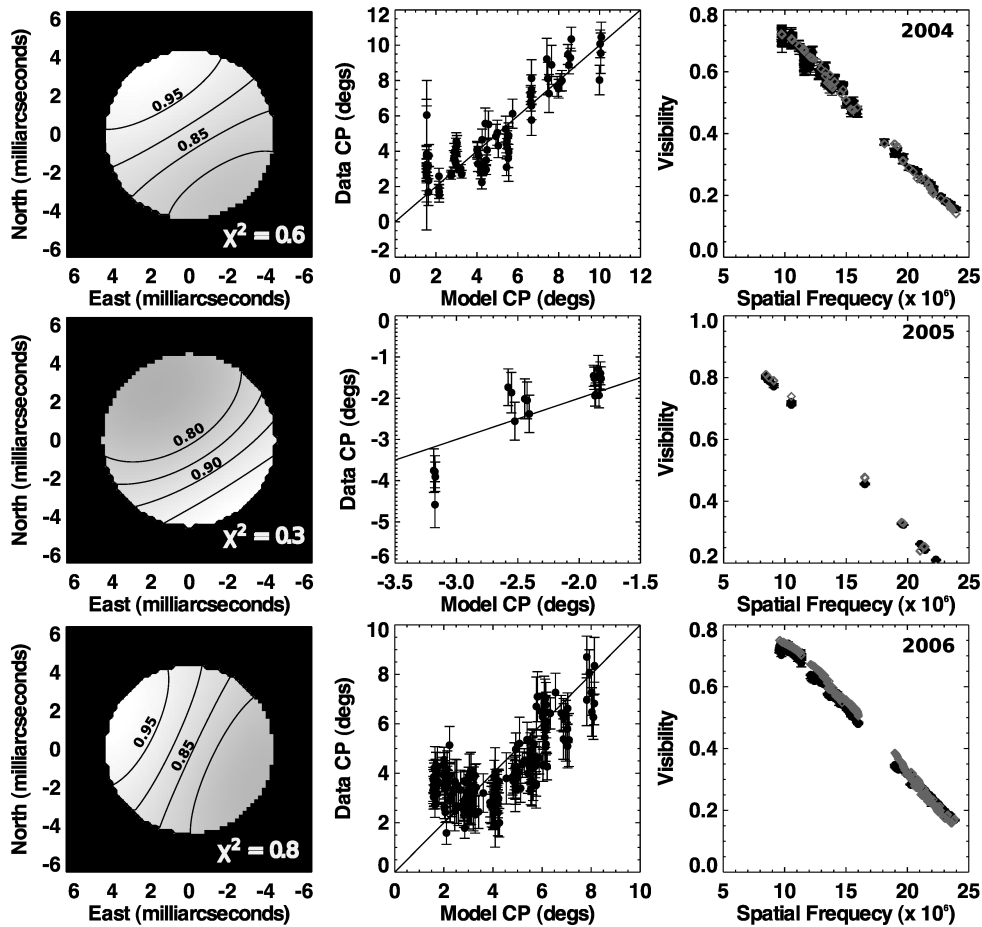 6
4
2
0
-2
-4
-6
North (milliarcseconds)
0.95
0.85
χ² = 0.6
6 4 2 0 -2 -4 -6
East (milliarcseconds)
12
10
8
6
4
2
0
-2
Data CP (degs)
0 2 4 6 8 10 12
Model CP (degs)
2004
0.8
0.6
0.4
0.2
0.0
Visibility
5 10 15 20 25
Spatial Frequecy (x 10⁶)
6
4
2
0
-2
-4
-6
North (milliarcseconds)
0.80
0.90
χ² = 0.3
6 4 2 0 -2 -4 -6
East (milliarcseconds)
0
-1
-2
-3
-4
-5
-6
Data CP (degs)
-3.5 -3.0 -2.5 -2.0 -1.5
Model CP (degs)
2005
1.0
0.8
0.6
0.4
0.2
Visibility
5 10 15 20 25
Spatial Frequecy (x 10⁶)
6
4
2
0
-2
-4
-6
North (milliarcseconds)
0.95
0.85
χ² = 0.8
6 4 2 0 -2 -4 -6
East (milliarcseconds)
10
8
6
4
2
0
Data CP (degs)
0 2 4 6 8 10
Model CP (degs)
2006
0.8
0.6
0.4
0.2
0.0
Visibility
5 10 15 20 25
Spatial Frequecy (x 10⁶)